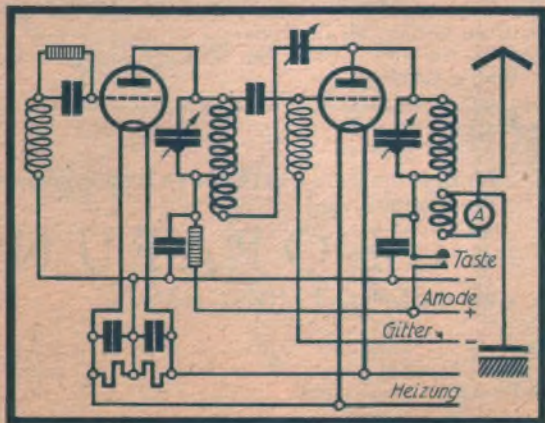 A
Taste
−
Anode
+
Gitter −
Heizung